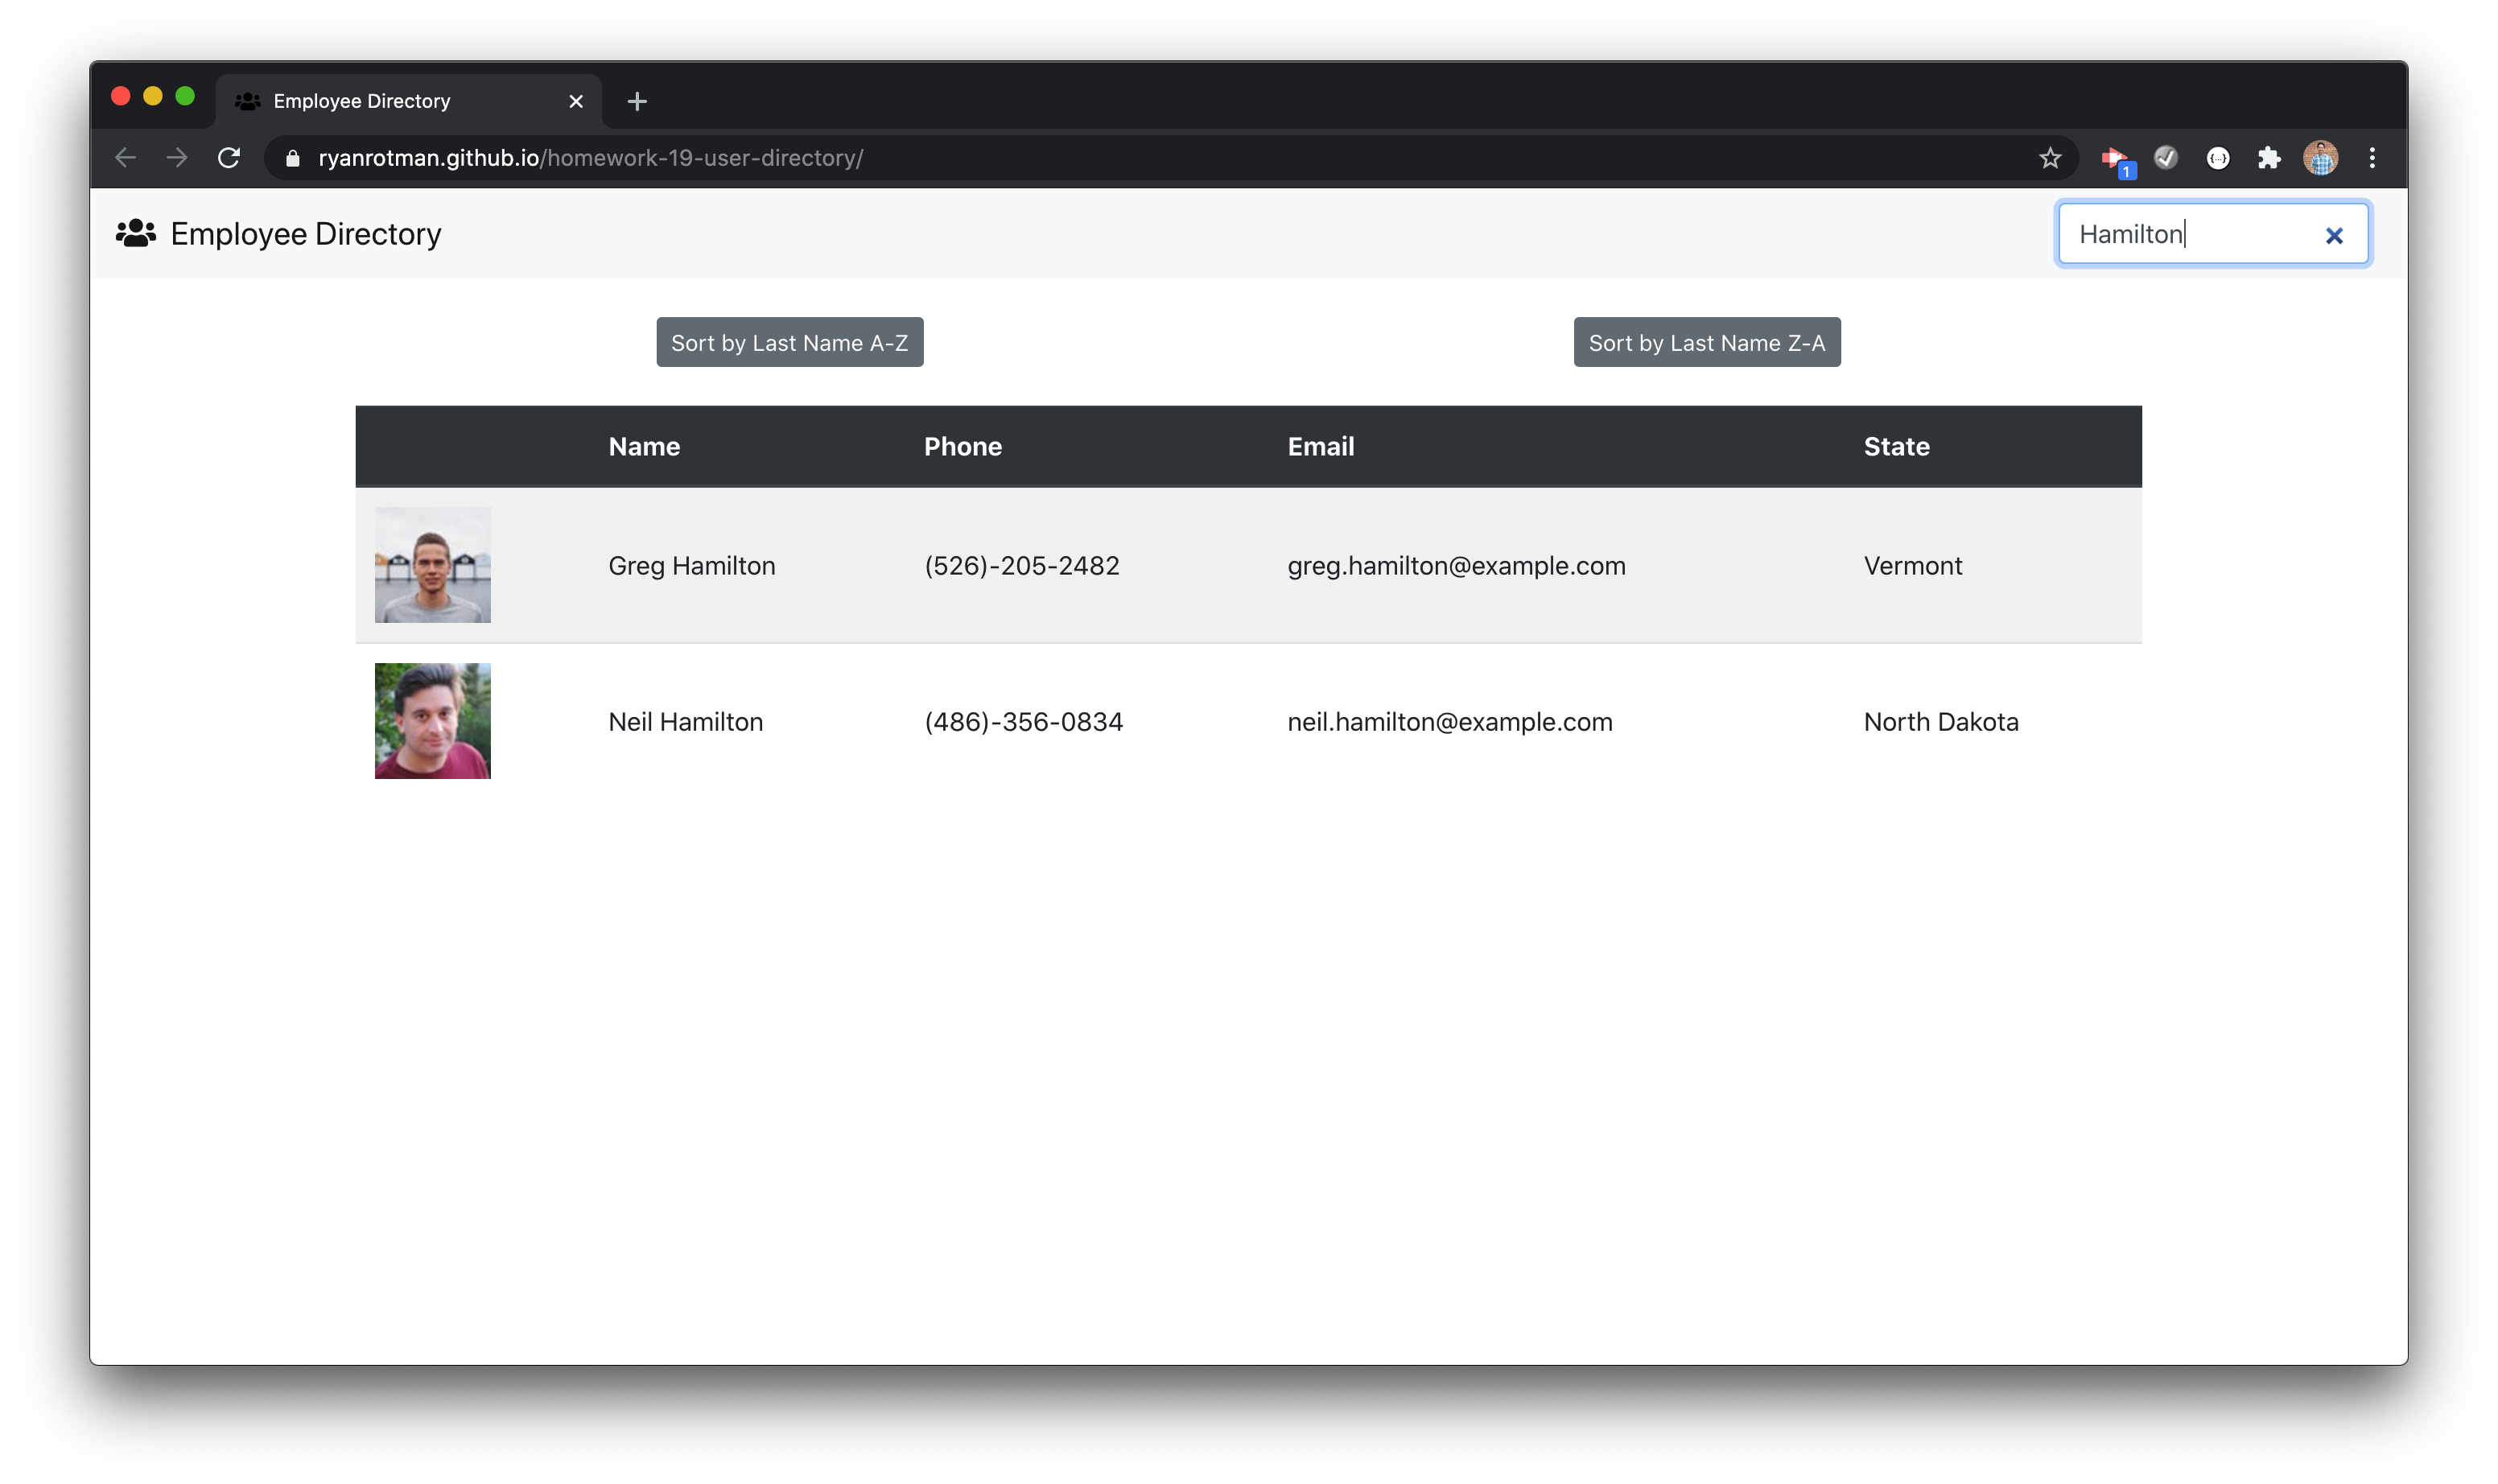 Employee Directory
ryanrotman.github.io/homework-19-user-directory/
1
Employee Directory
Hamilton
Sort by Last Name A-Z
Sort by Last Name Z-A
Name Phone Email State
Greg Hamilton (526)-205-2482 greg.hamilton@example.com Vermont
Neil Hamilton (486)-356-0834 neil.hamilton@example.com North Dakota